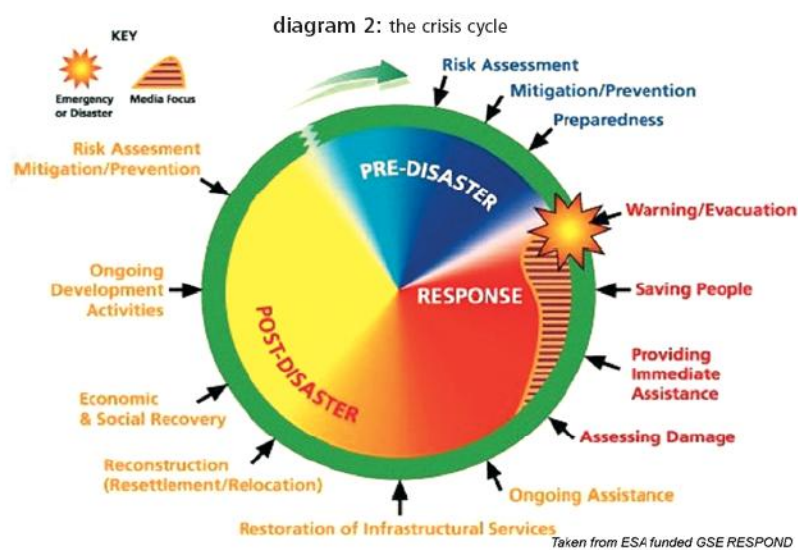 diagram 2: the crisis cycle
KEY
Emergency
or Disaster
Media Focus
Risk Assessment
Mitigation/Prevention
Preparedness
Warning/Evacuation
Saving People
Providing
Immediate
Assistance
Assessing Damage
Ongoing Assistance
Restoration of Infrastructural Services
Reconstruction
(Resettlement/Relocation)
Economic
& Social Recovery
Ongoing
Development
Activities
Risk Assesment
Mitigation/Prevention
PRE-DISASTER
RESPONSE
POST-DISASTER
Taken from ESA funded GSE RESPOND